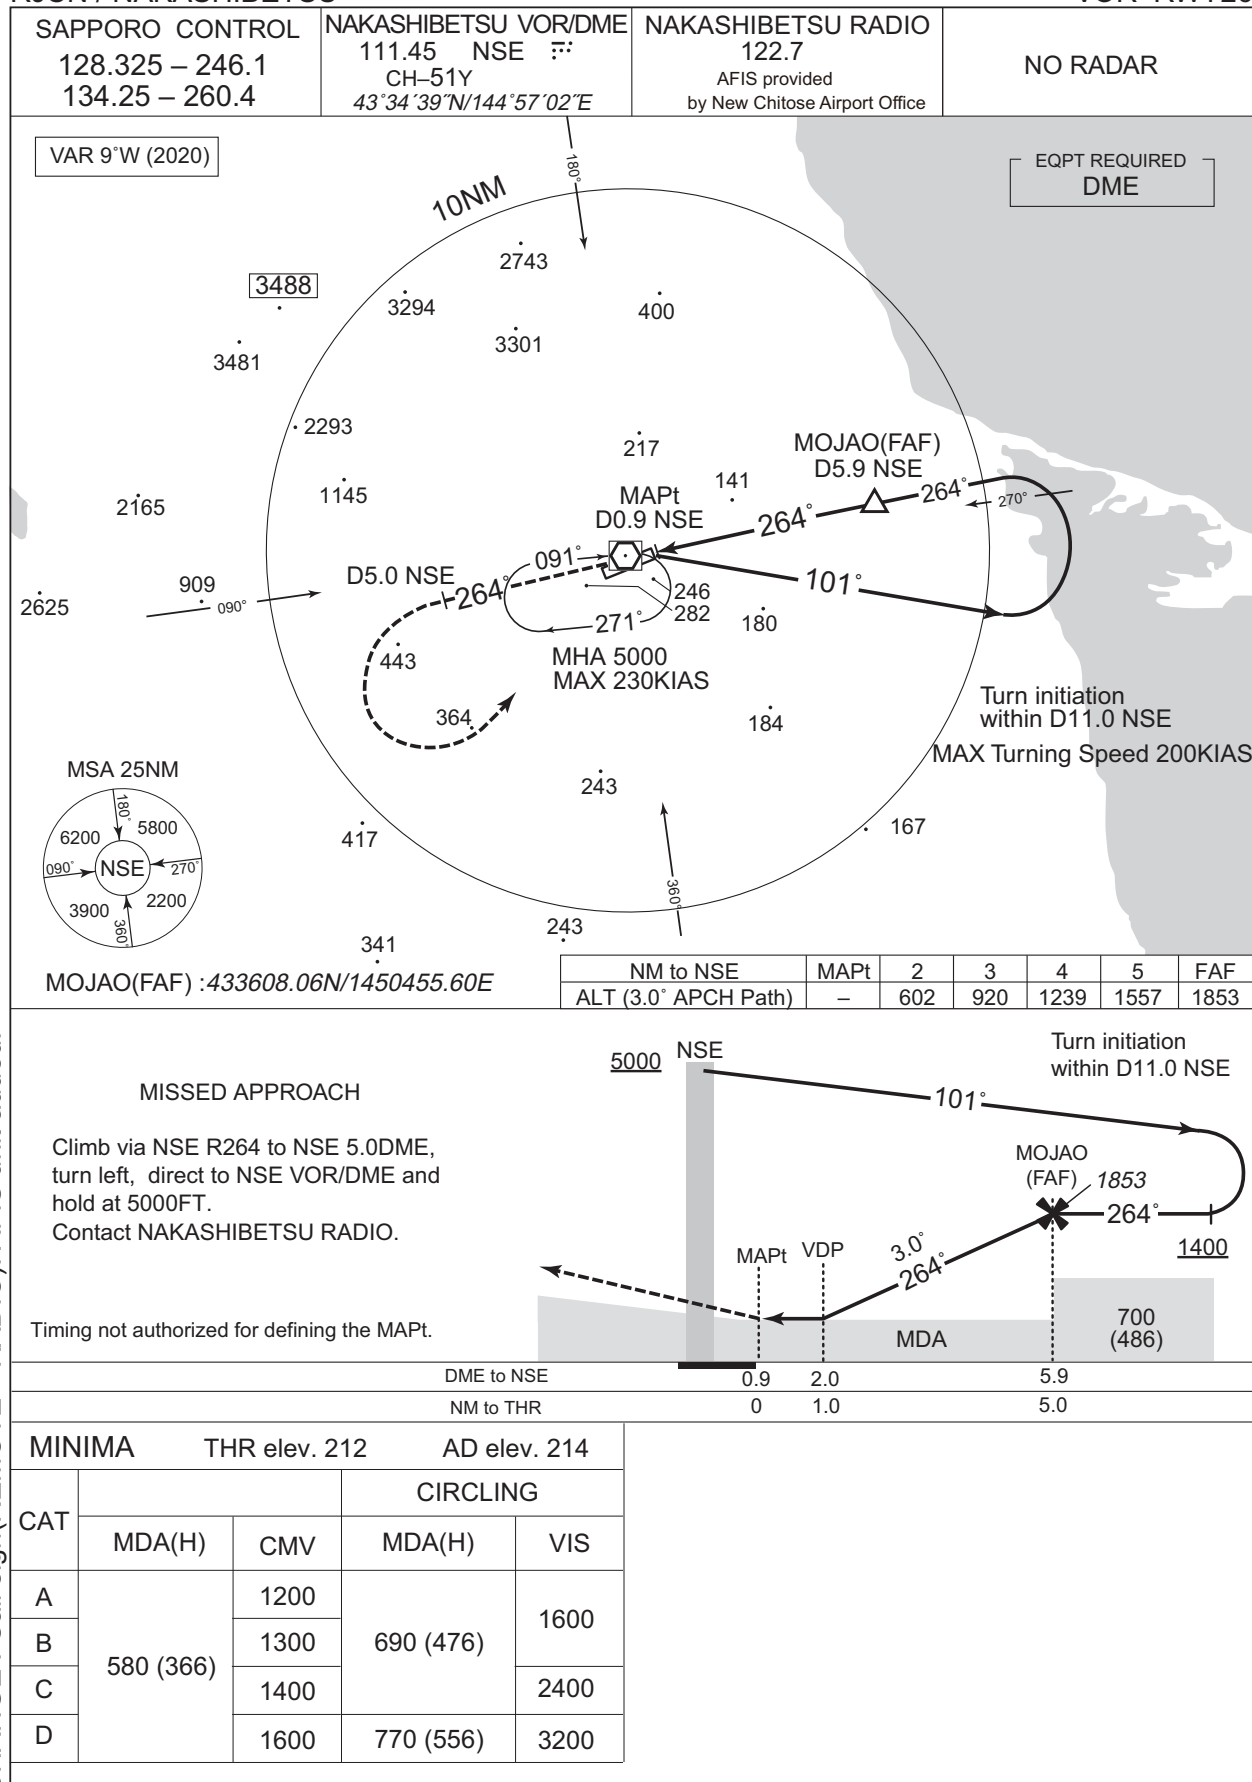 SAPPORO CONTROL
128.325 – 246.1
134.25 – 260.4
NAKASHIBETSU VOR/DME
111.45 NSE
CH–51Y
43°34´39˝N/144°57´02˝E
NAKASHIBETSU RADIO
122.7
AFIS provided
by New Chitose Airport Office
NO RADAR
VAR 9°W (2020)
EQPT REQUIRED
DME
180°
10NM
2743
3488
3294
400
3301
3481
2293
217
MOJAO(FAF)
D5.9 NSE
141
264°
270°
2165
1145
MAPt
D0.9 NSE
264°
091°
D5.0 NSE
264°
101°
909
090°
2625
246
282
271°
180
443
MHA 5000
MAX 230KIAS
364
184
Turn initiation
within D11.0 NSE
MAX Turning Speed 200KIAS
243
MSA 25NM
180°
6200
5800
090°
NSE
270°
3900
2200
360°
417
167
360°
243
341
MOJAO(FAF) :433608.06N/1450455.60E
NM to NSE MAPt 2 3 4 5 FAF
ALT (3.0° APCH Path) – 602 920 1239 1557 1853
MISSED APPROACH
Climb via NSE R264 to NSE 5.0DME,
turn left, direct to NSE VOR/DME and
hold at 5000FT.
Contact NAKASHIBETSU RADIO.
Timing not authorized for defining the MAPt.
5000
NSE
Turn initiation
within D11.0 NSE
101°
MOJAO
(FAF)
1853
264°
1400
3.0°
264°
MAPt
VDP
MDA
700
(486)
DME to NSE 0.9 2.0 5.9
NM to THR 0 1.0 5.0
MINIMA THR elev. 212 AD elev. 214
CAT
CIRCLING
MDA(H) CMV MDA(H) VIS
A 580 (366) 1200 690 (476) 1600
B 1300
C 1400 2400
D 1600 770 (556) 3200